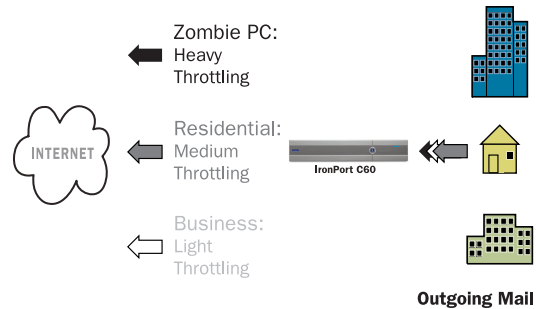 Zombie PC:
Heavy
Throttling
INTERNET
Residential:
Medium
Throttling
IronPort C60
Business:
Light
Throttling
Outgoing Mail